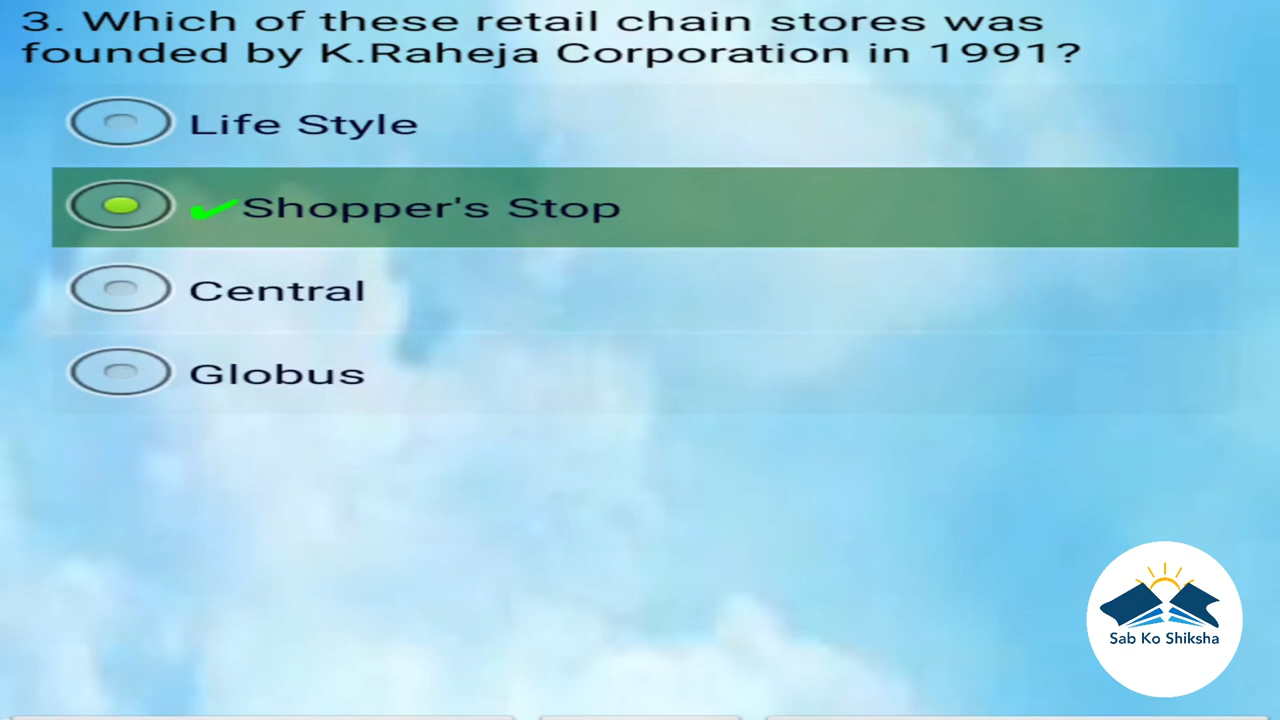 3. Which of these retail chain stores was
founded by K.Raheja Corporation in 1991?
Life Style
✔Shopper's Stop
Central
Globus
Sab Ko Shiksha